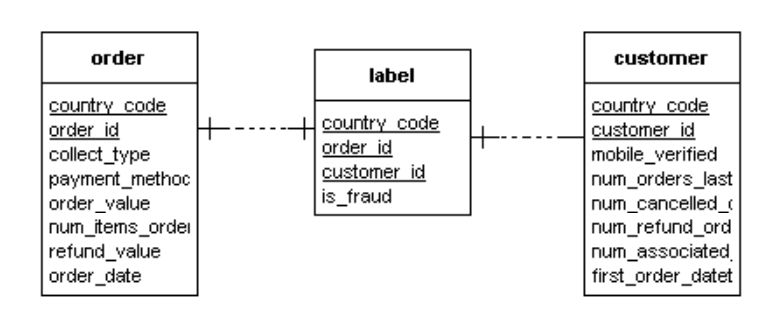 order
country_code
order_id
collect_type
payment_methoc
order_value
num_items_order
refund_value
order_date
label
country_code
order_id
customer_id
is_fraud
customer
country_code
customer_id
mobile_verified
num_orders_last
num_cancelled_c
num_refund_ord
num_associated_
first_order_datet